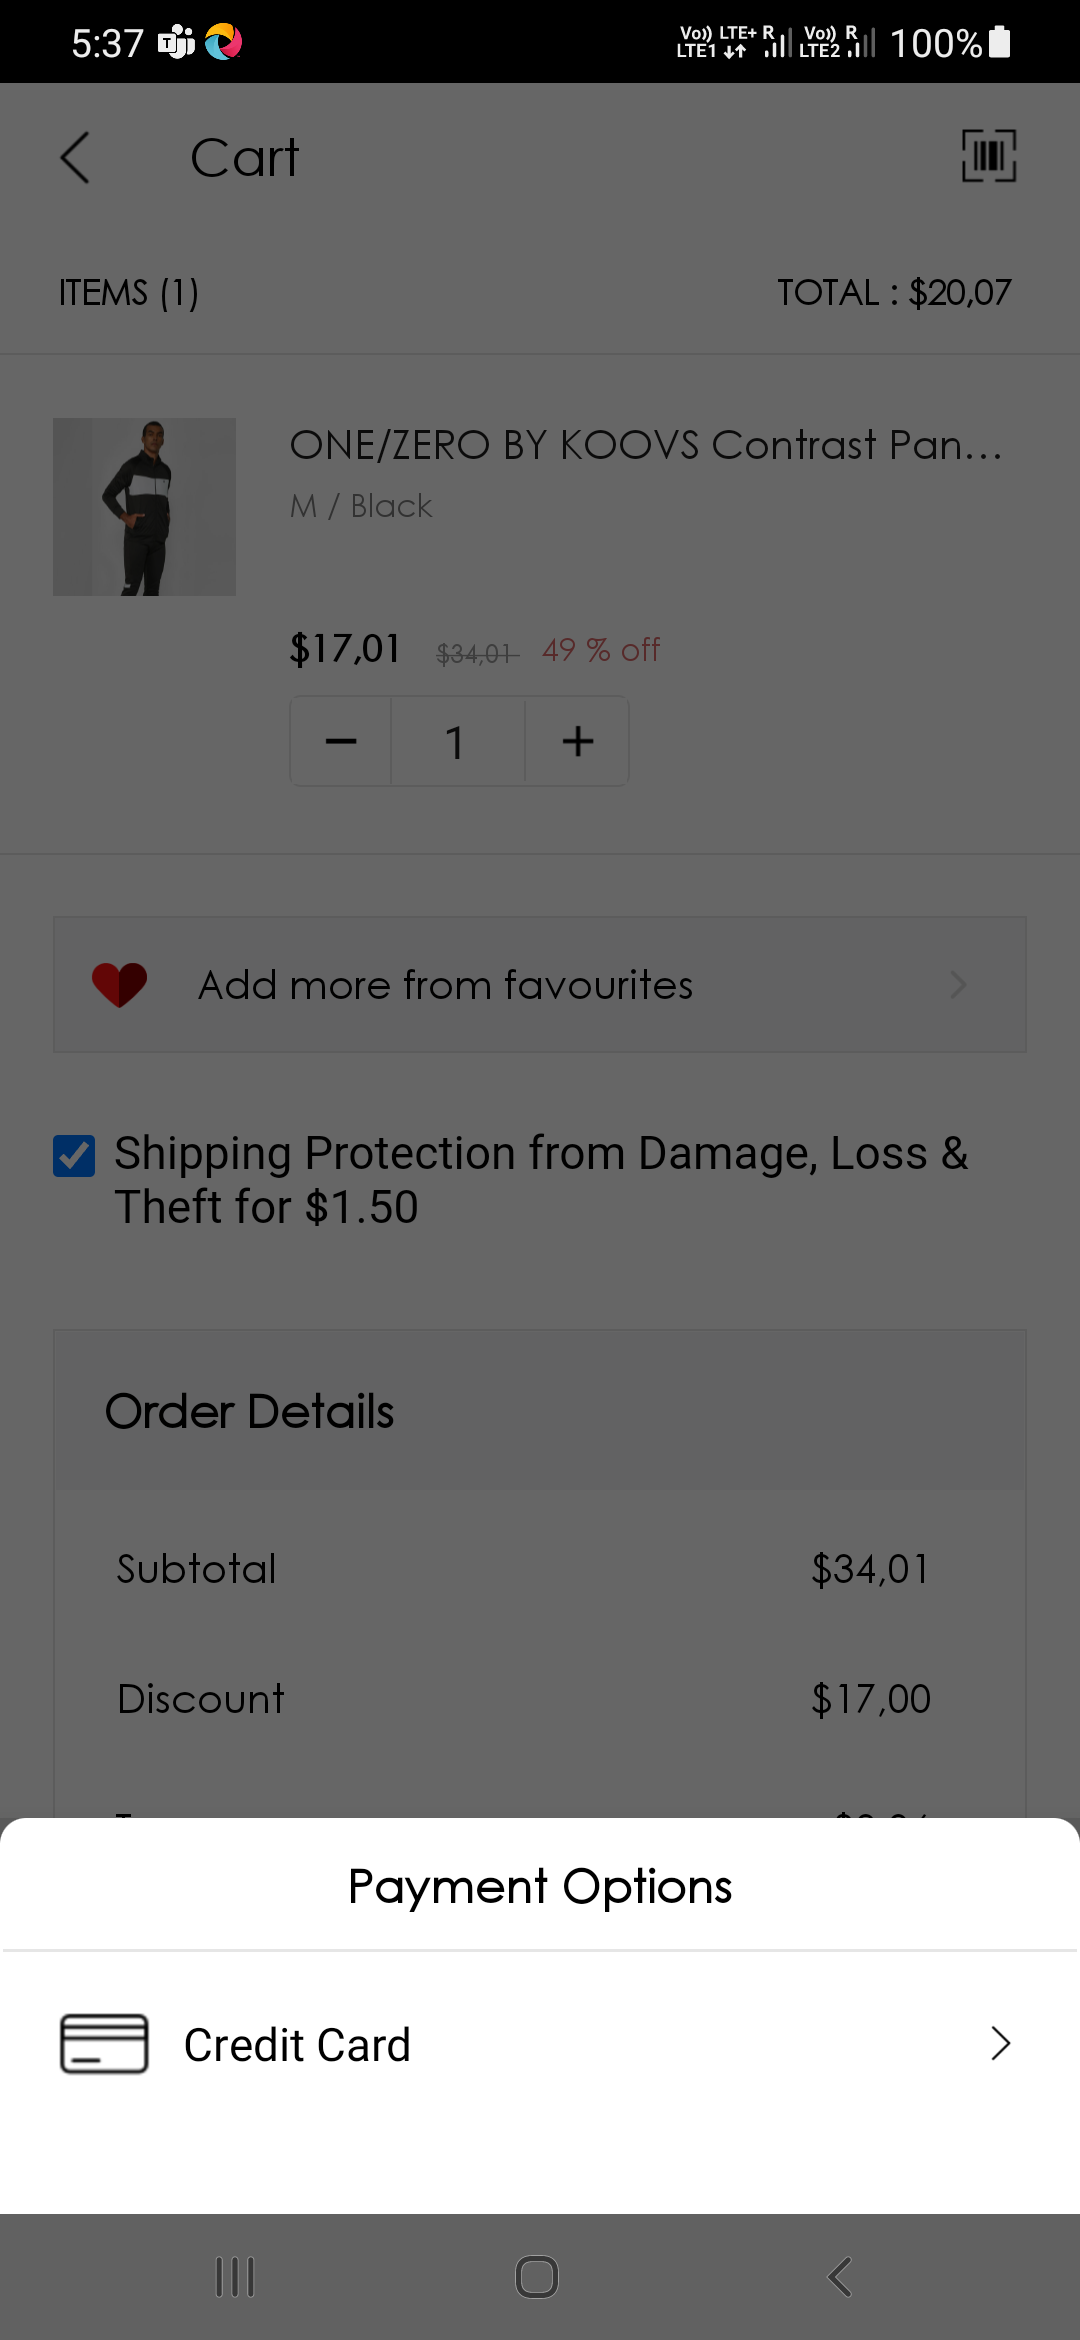 5:37
Vo)) LTE+ R Vo)) R
LTE1 LTE2 100%
Cart
ITEMS (1) TOTAL : $20,07
ONE/ZERO BY KOOVS Contrast Pan...
M / Black
$17,01 $34,01 49 % off
1
Add more from favourites
Shipping Protection from Damage, Loss &
Theft for $1.50
Order Details
Subtotal $34,01
Discount $17,00
Payment Options
Credit Card